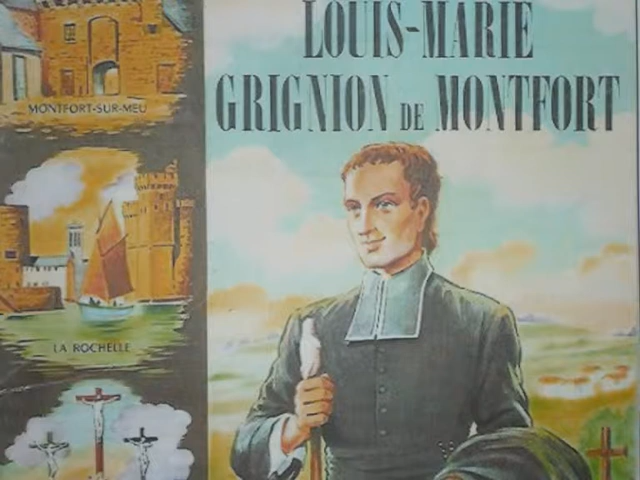 LOUIS-MARIE
GRIGNION DE MONTFORT
MONTFORT-SUR-MEU
LA ROCHELLE